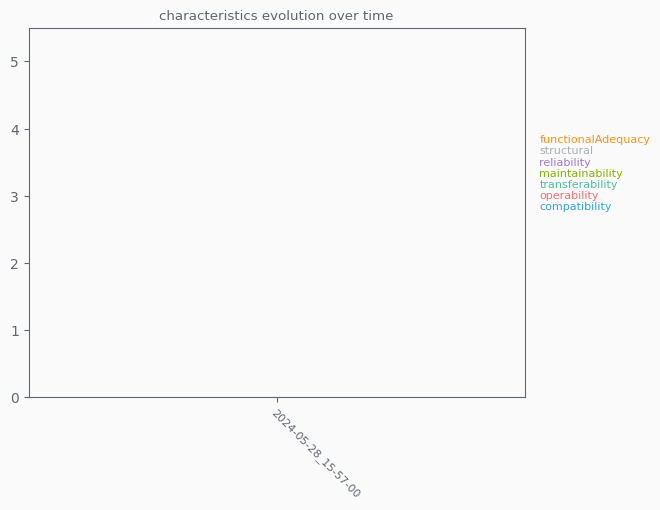 characteristics evolution over time
5
4
3
2
1
0
functionalAdequacy
structural
reliability
maintainability
transferability
operability
compatibility
2024-05-28_15-57-00